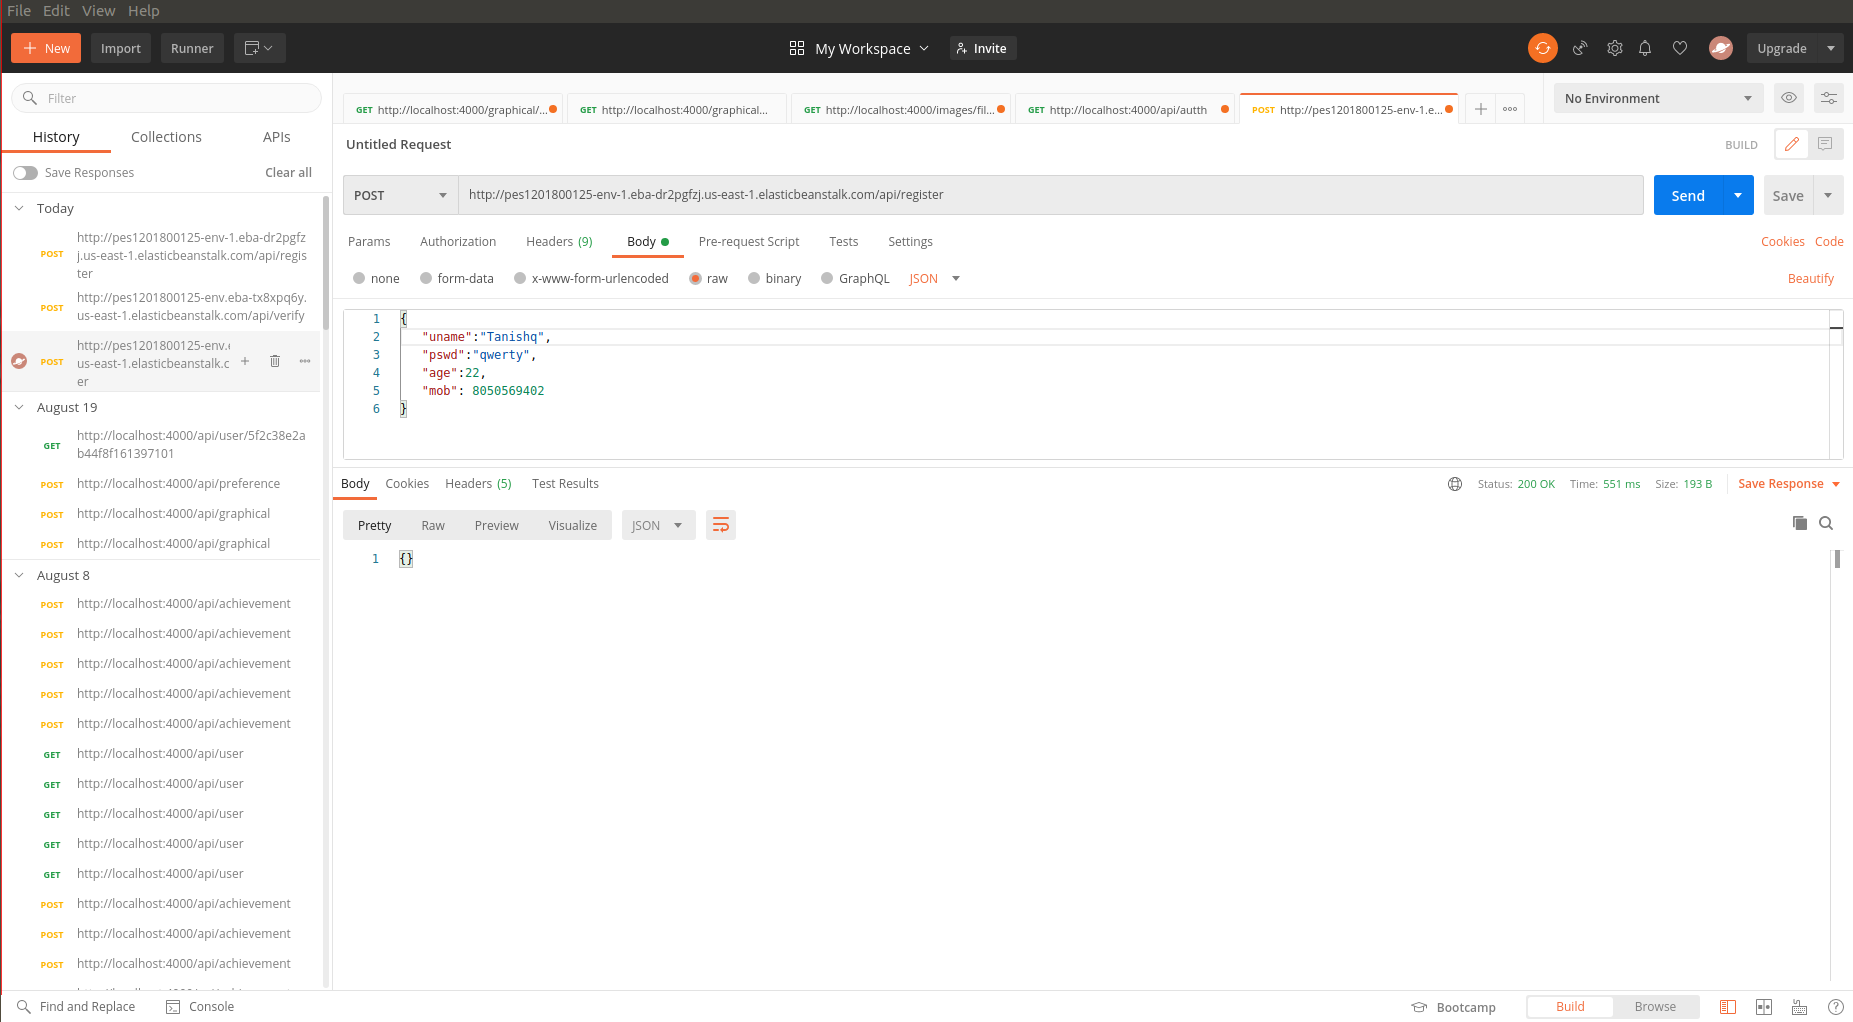 File Edit View Help
New Import Runner My Workspace Invite Upgrade
Filter
History Collections APIs
Save Responses Clear all
Today
POST http://pes1201800125-env-1.eba-dr2pgfz
j.us-east-1.elasticbeanstalk.com/api/regis
ter
POST http://pes1201800125-env.eba-tx8xpq6y.
us-east-1.elasticbeanstalk.com/api/verify
POST http://pes1201800125-env.
us-east-1.elasticbeanstalk.c
er
August 19
GET http://localhost:4000/api/user/5f2c38e2a
b44f8f161397101
POST http://localhost:4000/api/preference
POST http://localhost:4000/api/graphical
POST http://localhost:4000/api/graphical
August 8
POST http://localhost:4000/api/achievement
POST http://localhost:4000/api/achievement
POST http://localhost:4000/api/achievement
POST http://localhost:4000/api/achievement
POST http://localhost:4000/api/achievement
GET http://localhost:4000/api/user
GET http://localhost:4000/api/user
GET http://localhost:4000/api/user
GET http://localhost:4000/api/user
GET http://localhost:4000/api/user
POST http://localhost:4000/api/achievement
POST http://localhost:4000/api/achievement
POST http://localhost:4000/api/achievement
GET http://localhost:4000/graphical/... GET http://localhost:4000/graphical... GET http://localhost:4000/images/fil... GET http://localhost:4000/api/autth POST http://pes1201800125-env-1.e... No Environment
Untitled Request BUILD
POST http://pes1201800125-env-1.eba-dr2pgfzj.us-east-1.elasticbeanstalk.com/api/register Send Save
Params Authorization Headers (9) Body Pre-request Script Tests Settings Cookies Code
none form-data x-www-form-urlencoded raw binary GraphQL JSON Beautify
1 {
2 "uname":"Tanishq",
3 "pswd":"qwerty",
4 "age":22,
5 "mob": 8050569402
6 }
Body Cookies Headers (5) Test Results Status: 200 OK Time: 551 ms Size: 193 B Save Response
Pretty Raw Preview Visualize JSON
1 {}
Find and Replace Console Bootcamp Build Browse